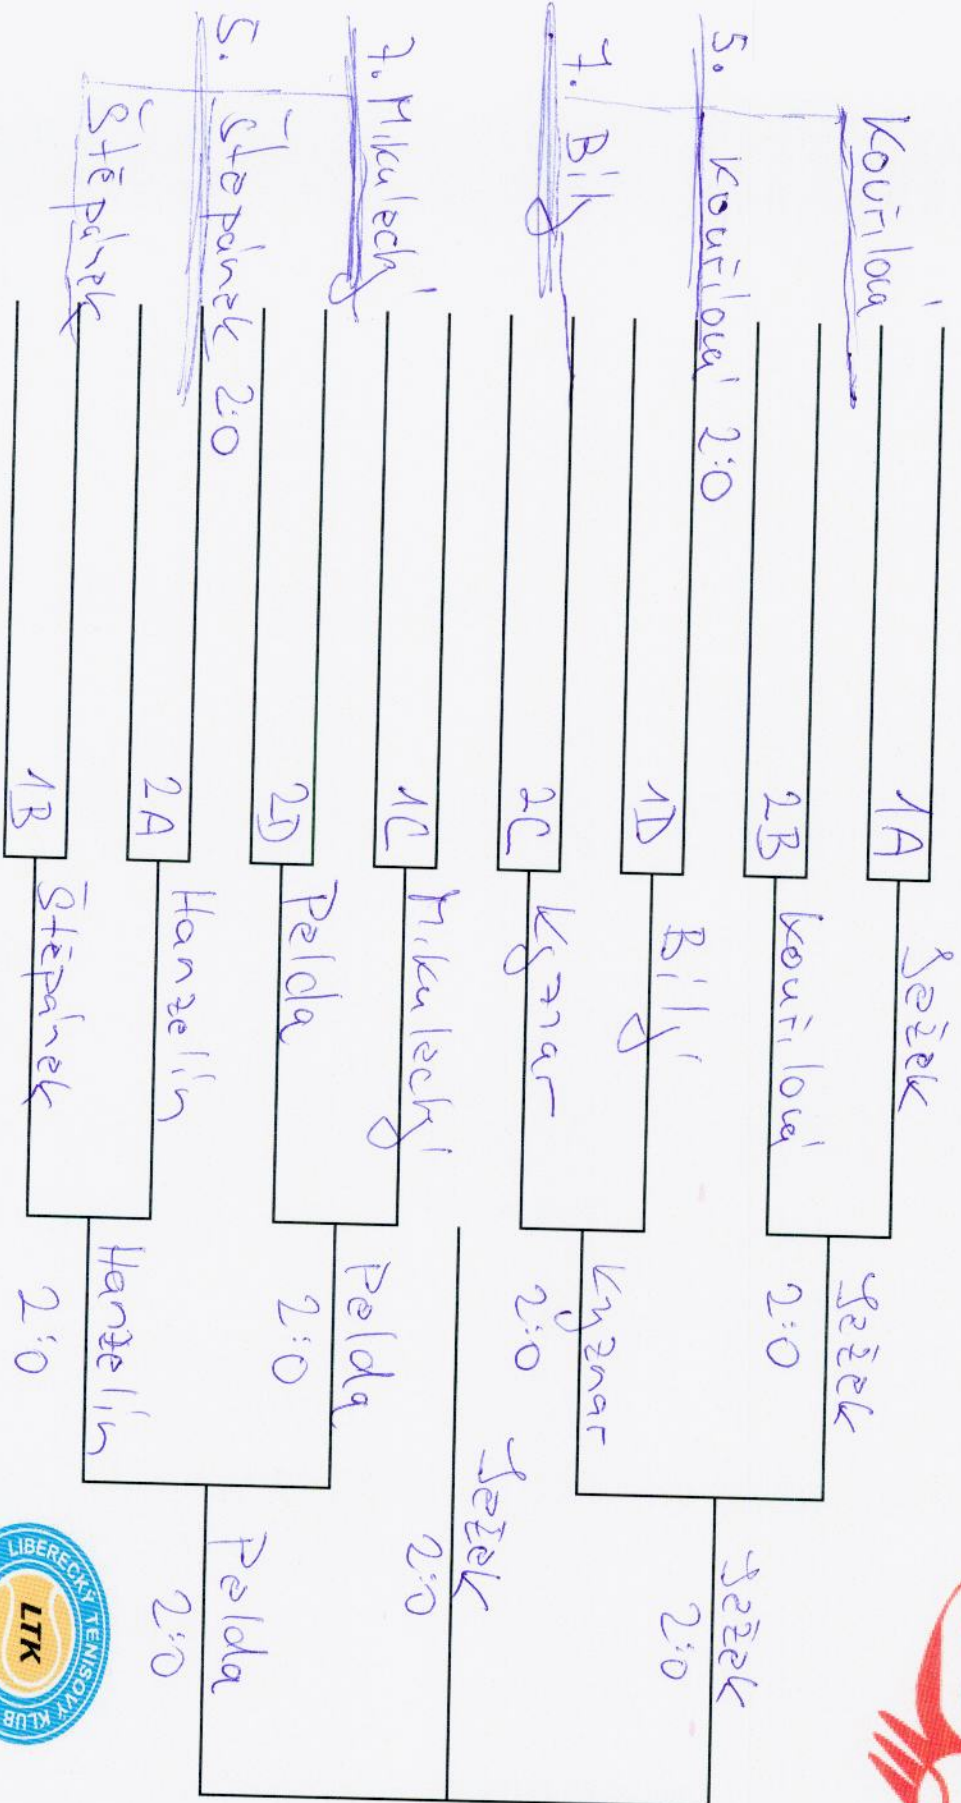 Kouřilová
5. Kouřilová 2:0
7. Bílý
7. Mikulecký
5. Štěpánek 2:0
Štěpánek
1A
2B
1D
2C
1C
2D
2A
1B
Ježek
Kouřilová
Bílý
Kyznar
Mikulecký
Pelda
Hanzelín
Štěpánek
Ježek
2:0
Kyznar
2:0
Pelda
2:0
Hanzelín
2:0
Ježek
2:0
Ježek
2:0
Pelda
2:0
LIBERECKÝ TENISOVÝ KLUB
LTK